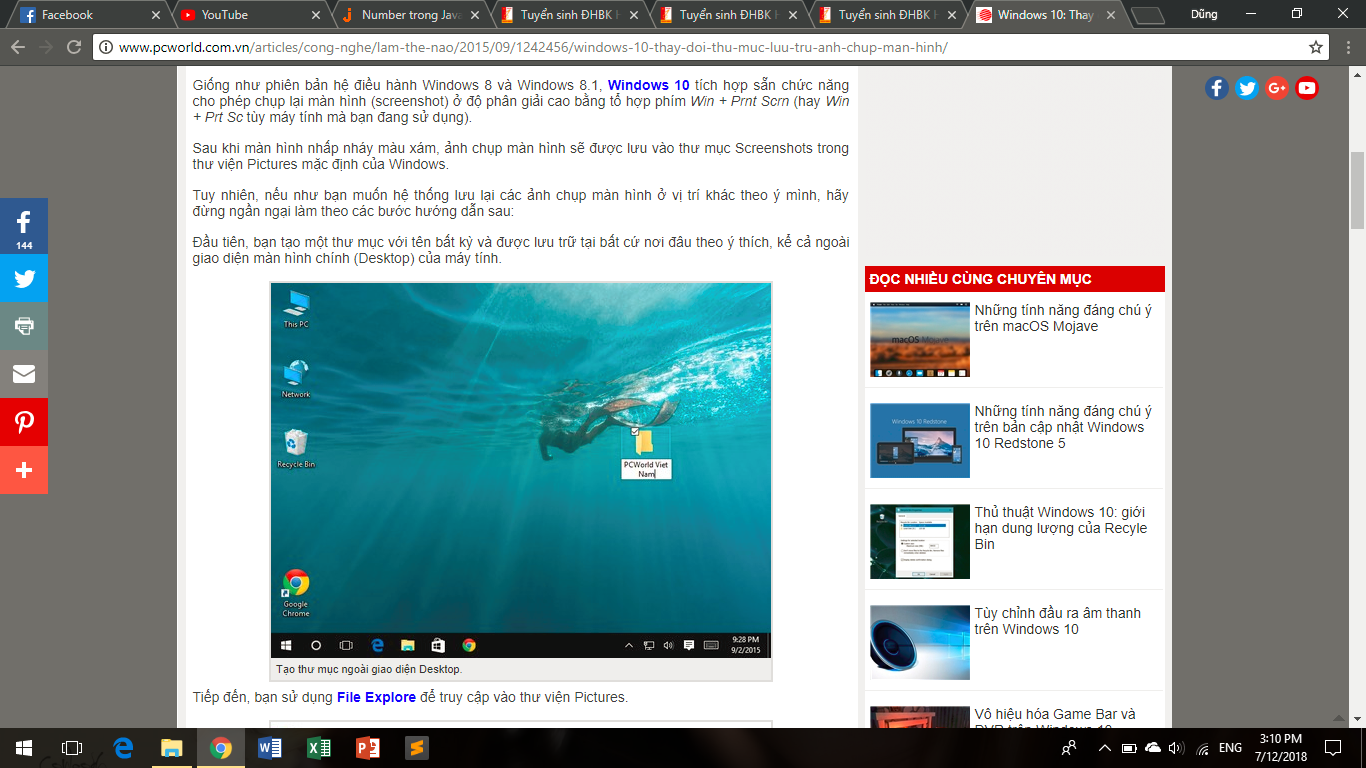 Facebook
YouTube
Number trong Java
Tuyển sinh ĐHBK H
Tuyển sinh ĐHBK H
Tuyển sinh ĐHBK H
Windows 10: Thay
Dũng
www.pcworld.com.vn/articles/cong-nghe/lam-the-nao/2015/09/1242456/windows-10-thay-doi-thu-muc-luu-tru-anh-chup-man-hinh/
144
Giống như phiên bản hệ điều hành Windows 8 và Windows 8.1, Windows 10 tích hợp sẵn chức năng
cho phép chụp lại màn hình (screenshot) ở độ phân giải cao bằng tổ hợp phím Win + Prnt Scrn (hay Win
+ Prt Sc tùy máy tính mà bạn đang sử dụng).
Sau khi màn hình nhấp nháy màu xám, ảnh chụp màn hình sẽ được lưu vào thư mục Screenshots trong
thư viện Pictures mặc định của Windows.
Tuy nhiên, nếu như bạn muốn hệ thống lưu lại các ảnh chụp màn hình ở vị trí khác theo ý mình, hãy
đừng ngần ngại làm theo các bước hướng dẫn sau:
Đầu tiên, bạn tạo một thư mục với tên bất kỳ và được lưu trữ tại bất cứ nơi đâu theo ý thích, kể cả ngoài
giao diện màn hình chính (Desktop) của máy tính.
This PC
Network
Recycle Bin
PCWorld Viet
Nam
Google
Chrome
9:28 PM
9/2/2015
Tạo thư mục ngoài giao diện Desktop.
Tiếp đến, bạn sử dụng File Explore để truy cập vào thư viện Pictures.
ĐỌC NHIỀU CÙNG CHUYÊN MỤC
macOS Mojave
Những tính năng đáng chú ý
trên macOS Mojave
Windows 10 Redstone
Những tính năng đáng chú ý
trên bản cập nhật Windows
10 Redstone 5
Thủ thuật Windows 10: giới
hạn dung lượng của Recyle
Bin
Tùy chỉnh đầu ra âm thanh
trên Windows 10
Vô hiệu hóa Game Bar và
DVR trên Windows 10
ENG
3:10 PM
7/12/2018